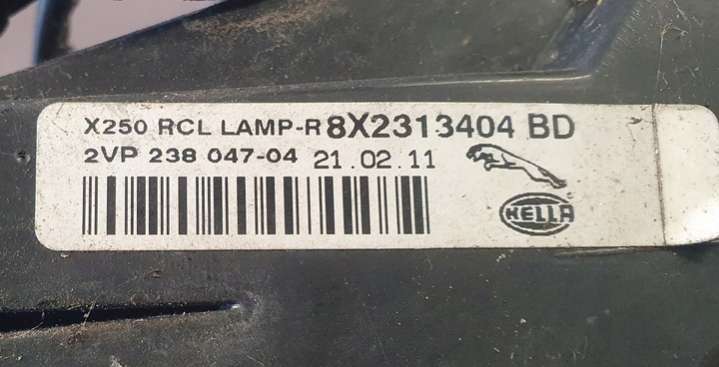 X250 RCL LAMP-R 8X2313404 BD
2VP 238 047-04 21.02.11
HELLA